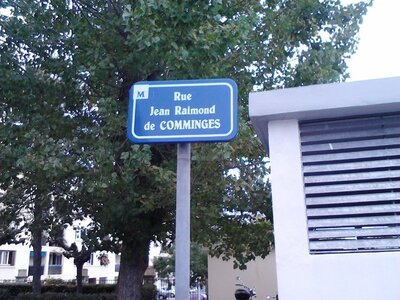 M
Rue
Jean Raimond
de COMMINGES